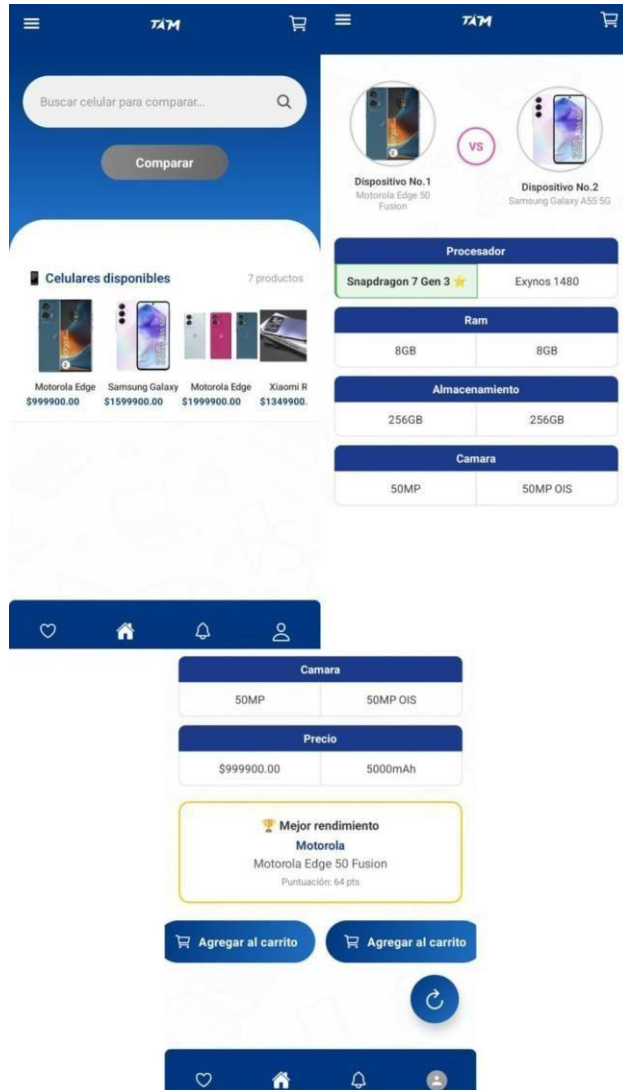 TAM
Buscar celular para comparar...
Comparar
📱 Celulares disponibles
7 productos
Motorola Edge
$999900.00
Samsung Galaxy
$1599900.00
Motorola Edge
$1999900.00
Xiaomi R
$1349900.
TAM
VS
Dispositivo No.1
Motorola Edge 50
Fusion
Dispositivo No.2
Samsung Galaxy A55 5G
Procesador
Snapdragon 7 Gen 3 ⭐
Exynos 1480
Ram
8GB
8GB
Almacenamiento
256GB
256GB
Camara
50MP
50MP OIS
Camara
50MP
50MP OIS
Precio
$999900.00
5000mAh
🏆 Mejor rendimiento
Motorola
Motorola Edge 50 Fusion
Puntuación: 64 pts
Agregar al carrito
Agregar al carrito